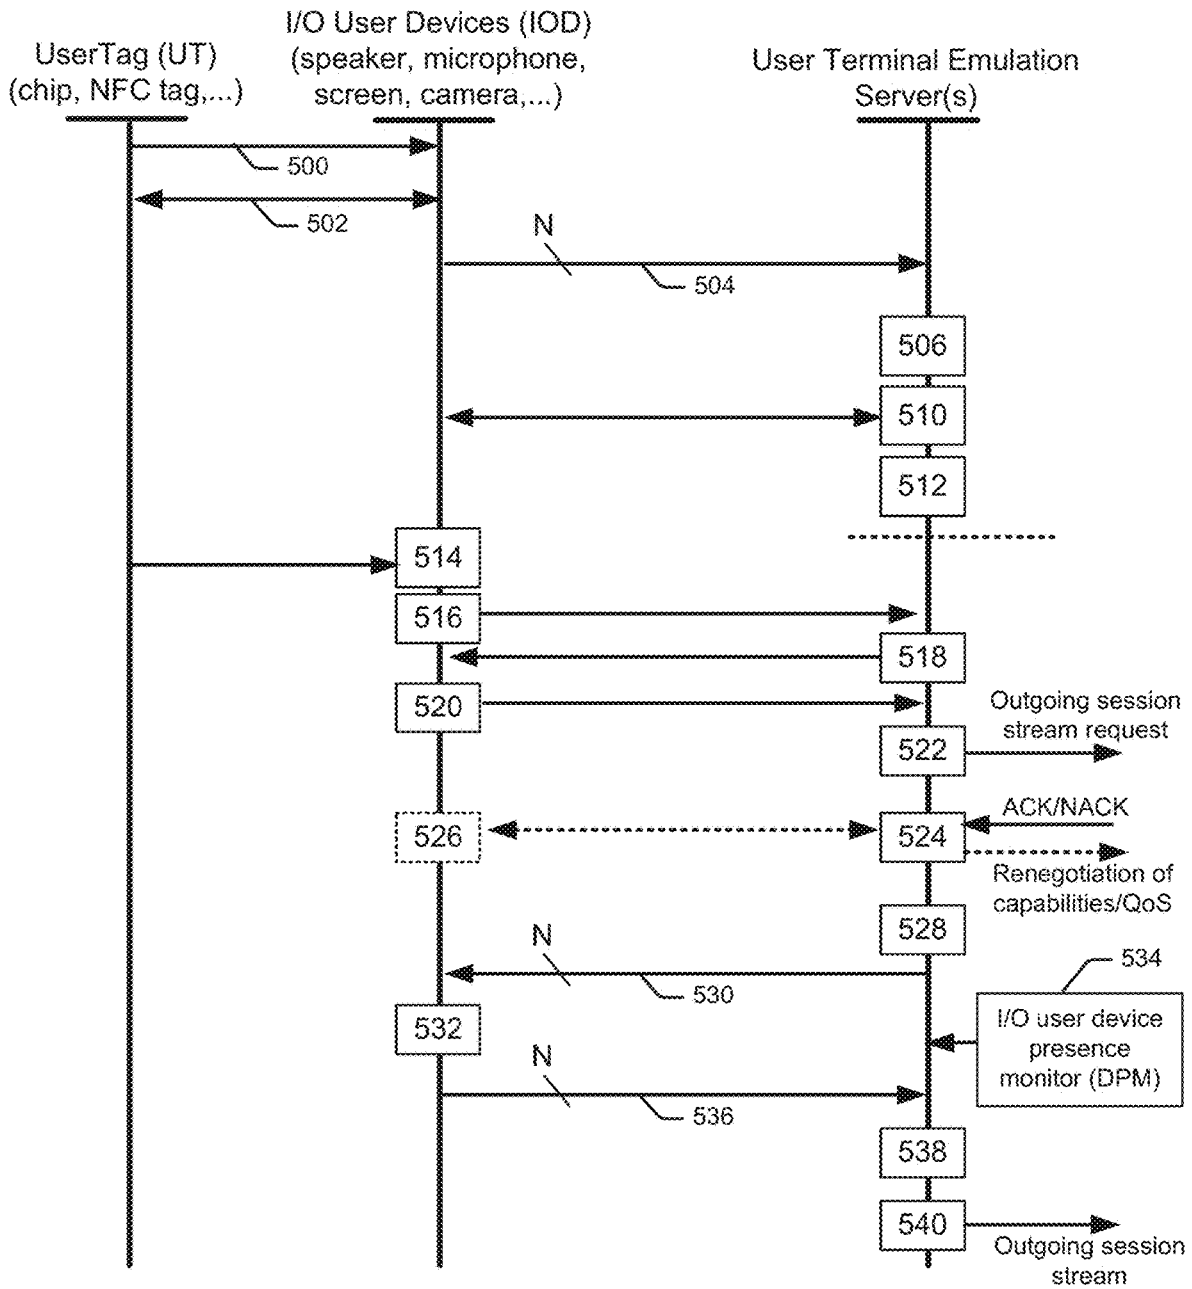 UserTag (UT)
(chip, NFC tag,...)
I/O User Devices (IOD)
(speaker, microphone,
screen, camera,...)
User Terminal Emulation
Server(s)
500
502
N
504
506
510
512
514
516
518
520
Outgoing session
stream request
522
ACK/NACK
526
524
Renegotiation of
capabilities/QoS
528
N
530
534
532
I/O user device
presence
monitor (DPM)
N
536
538
540
Outgoing session
stream